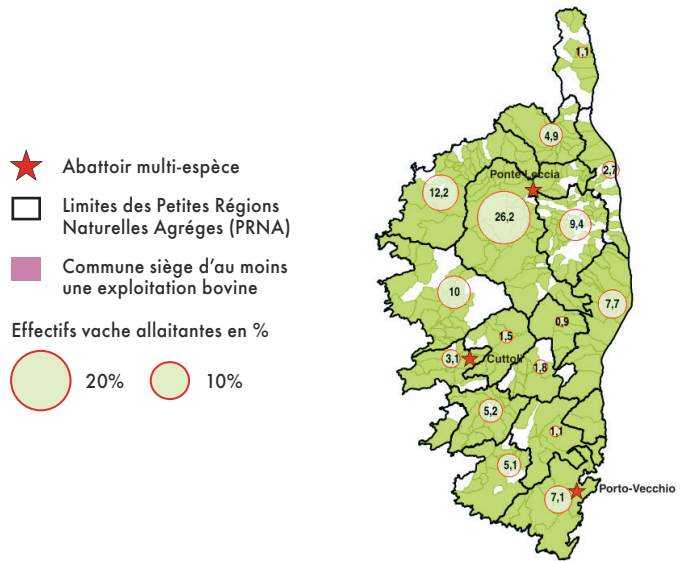 Abattoir multi-espèce
Limites des Petites Régions
Naturelles Agréges (PRNA)
Commune siège d'au moins
une exploitation bovine
Effectifs vache allaitantes en %
20%
10%
1,1
4,9
2,7
Ponte Leccia
12,2
26,2
9,4
10
7,7
0,9
1,5
3,1
Cuttoli
1,8
5,2
1,1
5,1
7,1
Porto-Vecchio